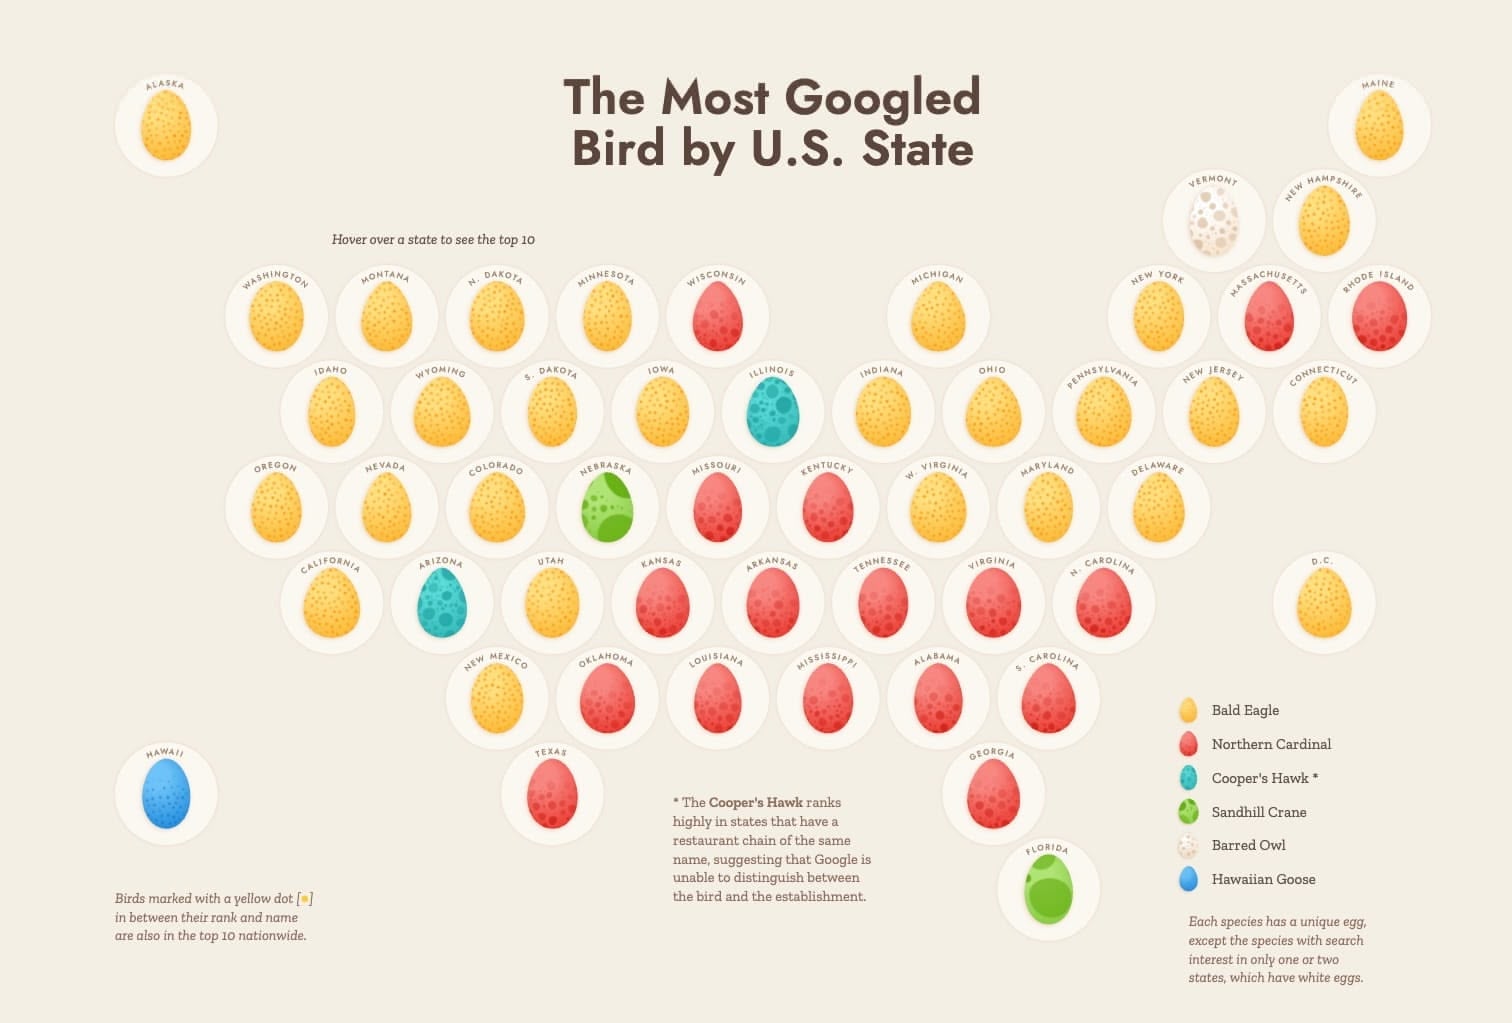 The Most Googled
Bird by U.S. State
ALASKA
MAINE
VERMONT
NEW HAMPSHIRE
Hover over a state to see the top 10
WASHINGTON
MONTANA
N. DAKOTA
MINNESOTA
WISCONSIN
MICHIGAN
NEW YORK
MASSACHUSETTS
RHODE ISLAND
IDAHO
WYOMING
S. DAKOTA
IOWA
ILLINOIS
INDIANA
OHIO
PENNSYLVANIA
NEW JERSEY
CONNECTICUT
OREGON
NEVADA
COLORADO
NEBRASKA
MISSOURI
KENTUCKY
W. VIRGINIA
MARYLAND
DELAWARE
CALIFORNIA
ARIZONA
UTAH
KANSAS
ARKANSAS
TENNESSEE
VIRGINIA
N. CAROLINA
D.C.
NEW MEXICO
OKLAHOMA
LOUISIANA
MISSISSIPPI
ALABAMA
S. CAROLINA
HAWAII
TEXAS
GEORGIA
FLORIDA
Bald Eagle
Northern Cardinal
Cooper's Hawk *
Sandhill Crane
Barred Owl
Hawaiian Goose
* The Cooper's Hawk ranks
highly in states that have a
restaurant chain of the same
name, suggesting that Google is
unable to distinguish between
the bird and the establishment.
Birds marked with a yellow dot [●]
in between their rank and name
are also in the top 10 nationwide.
Each species has a unique egg,
except the species with search
interest in only one or two
states, which have white eggs.